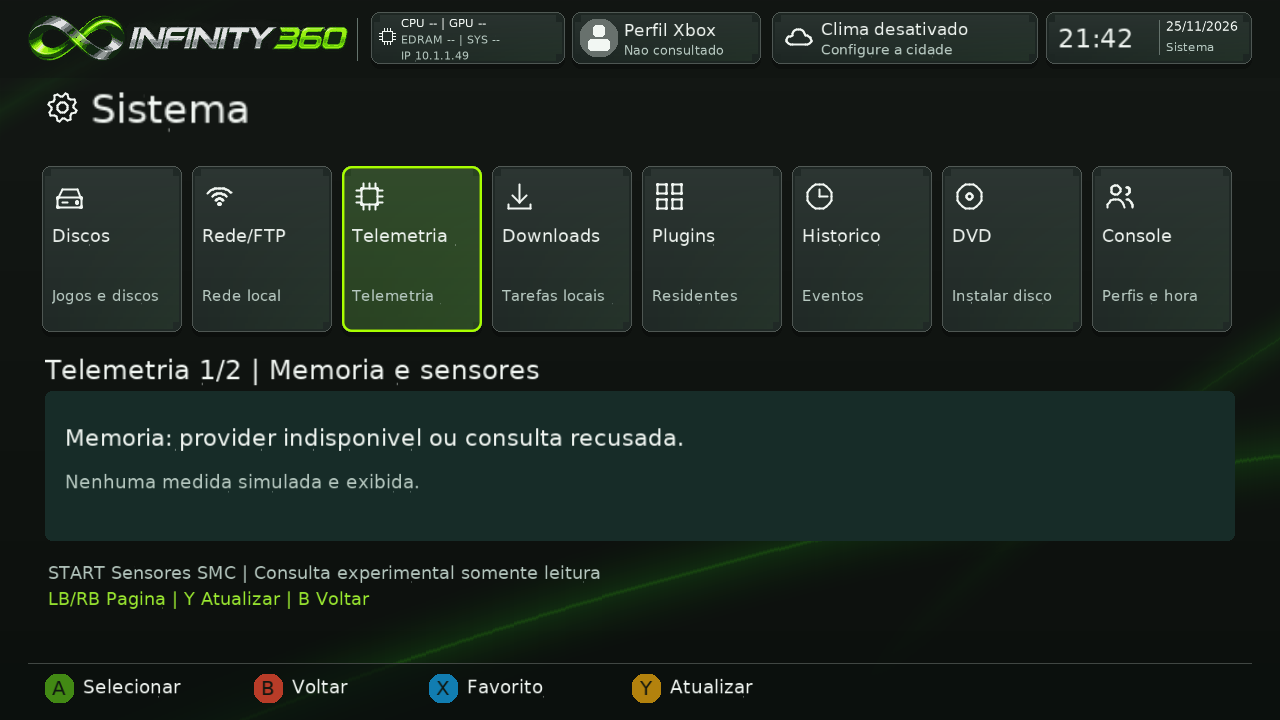 INFINITY 360
CPU -- | GPU --
EDRAM -- | SYS --
IP 10.1.1.49
Perfil Xbox
Nao consultado
Clima desativado
Configure a cidade
21:42
25/11/2026
Sistema
Sistema
Discos
Jogos e discos
Rede/FTP
Rede local
Telemetria
Telemetria
Downloads
Tarefas locais
Plugins
Residentes
Historico
Eventos
DVD
Instalar disco
Console
Perfis e hora
Telemetria 1/2 | Memoria e sensores
Memoria: provider indisponivel ou consulta recusada.
Nenhuma medida simulada e exibida.
START Sensores SMC | Consulta experimental somente leitura
LB/RB Pagina | Y Atualizar | B Voltar
A Selecionar
B Voltar
X Favorito
Y Atualizar